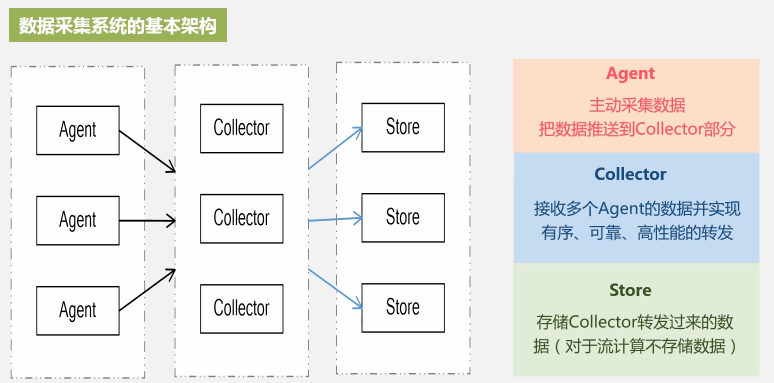 数据采集系统的基本架构
Agent
Agent
Agent
Collector
Collector
Collector
Store
Store
Store
Agent
主动采集数据
把数据推送到Collector部分
Collector
接收多个Agent的数据并实现
有序、可靠、高性能的转发
Store
存储Collector转发过来的数
据（对于流计算不存储数据）